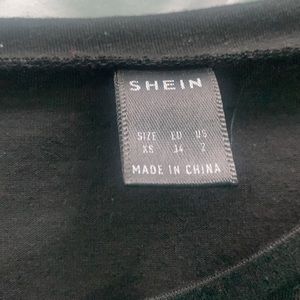 SHEIN
SIZE EU US
XS 34 2
MADE IN CHINA